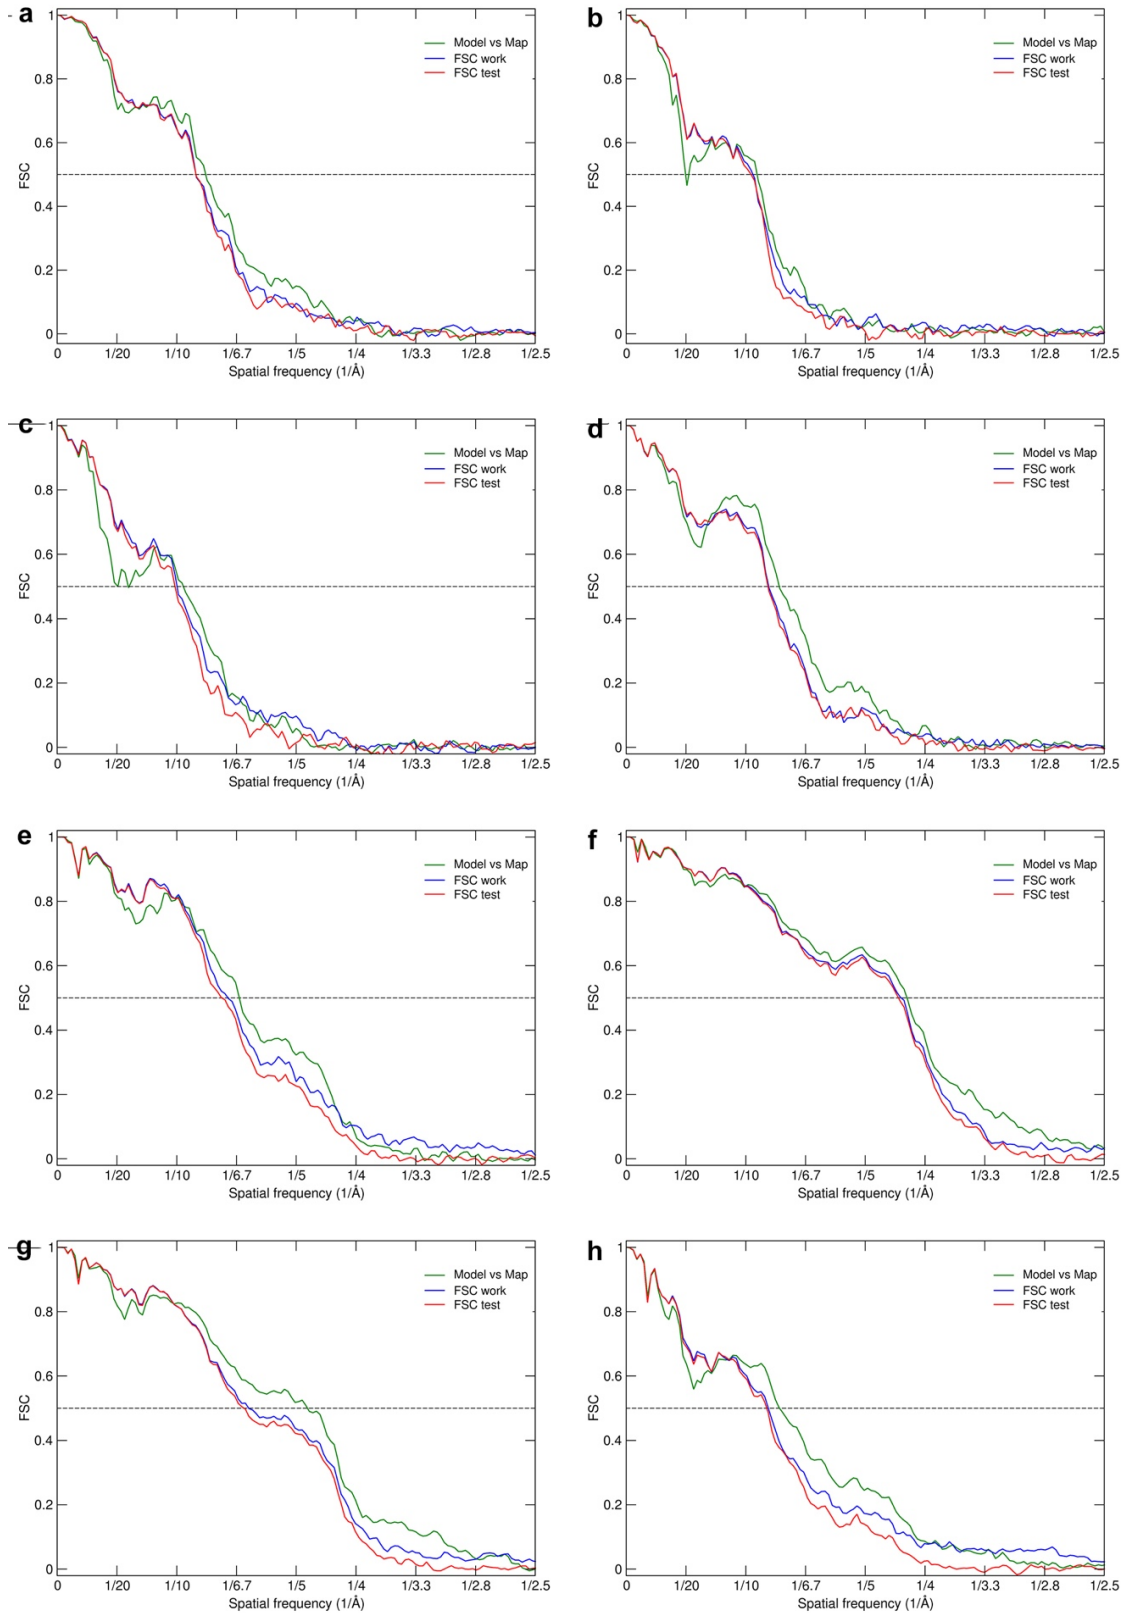 a
1
0.8
0.6
0.4
0.2
0
FSC
Model vs Map
FSC work
FSC test
0 1/20 1/10 1/6.7 1/5 1/4 1/3.3 1/2.8 1/2.5
Spatial frequency (1/Å)
b
1
0.8
0.6
0.4
0.2
0
FSC
Model vs Map
FSC work
FSC test
0 1/20 1/10 1/6.7 1/5 1/4 1/3.3 1/2.8 1/2.5
Spatial frequency (1/Å)
c
1
0.8
0.6
0.4
0.2
0
FSC
Model vs Map
FSC work
FSC test
0 1/20 1/10 1/6.7 1/5 1/4 1/3.3 1/2.8 1/2.5
Spatial frequency (1/Å)
d
1
0.8
0.6
0.4
0.2
0
FSC
Model vs Map
FSC work
FSC test
0 1/20 1/10 1/6.7 1/5 1/4 1/3.3 1/2.8 1/2.5
Spatial frequency (1/Å)
e
1
0.8
0.6
0.4
0.2
0
FSC
Model vs Map
FSC work
FSC test
0 1/20 1/10 1/6.7 1/5 1/4 1/3.3 1/2.8 1/2.5
Spatial frequency (1/Å)
f
1
0.8
0.6
0.4
0.2
0
FSC
Model vs Map
FSC work
FSC test
0 1/20 1/10 1/6.7 1/5 1/4 1/3.3 1/2.8 1/2.5
Spatial frequency (1/Å)
g
1
0.8
0.6
0.4
0.2
0
FSC
Model vs Map
FSC work
FSC test
0 1/20 1/10 1/6.7 1/5 1/4 1/3.3 1/2.8 1/2.5
Spatial frequency (1/Å)
h
1
0.8
0.6
0.4
0.2
0
FSC
Model vs Map
FSC work
FSC test
0 1/20 1/10 1/6.7 1/5 1/4 1/3.3 1/2.8 1/2.5
Spatial frequency (1/Å)